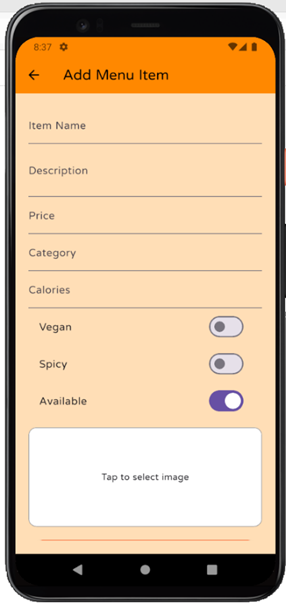 8:37
Add Menu Item
Item Name
Description
Price
Category
Calories
Vegan
Spicy
Available
Tap to select image